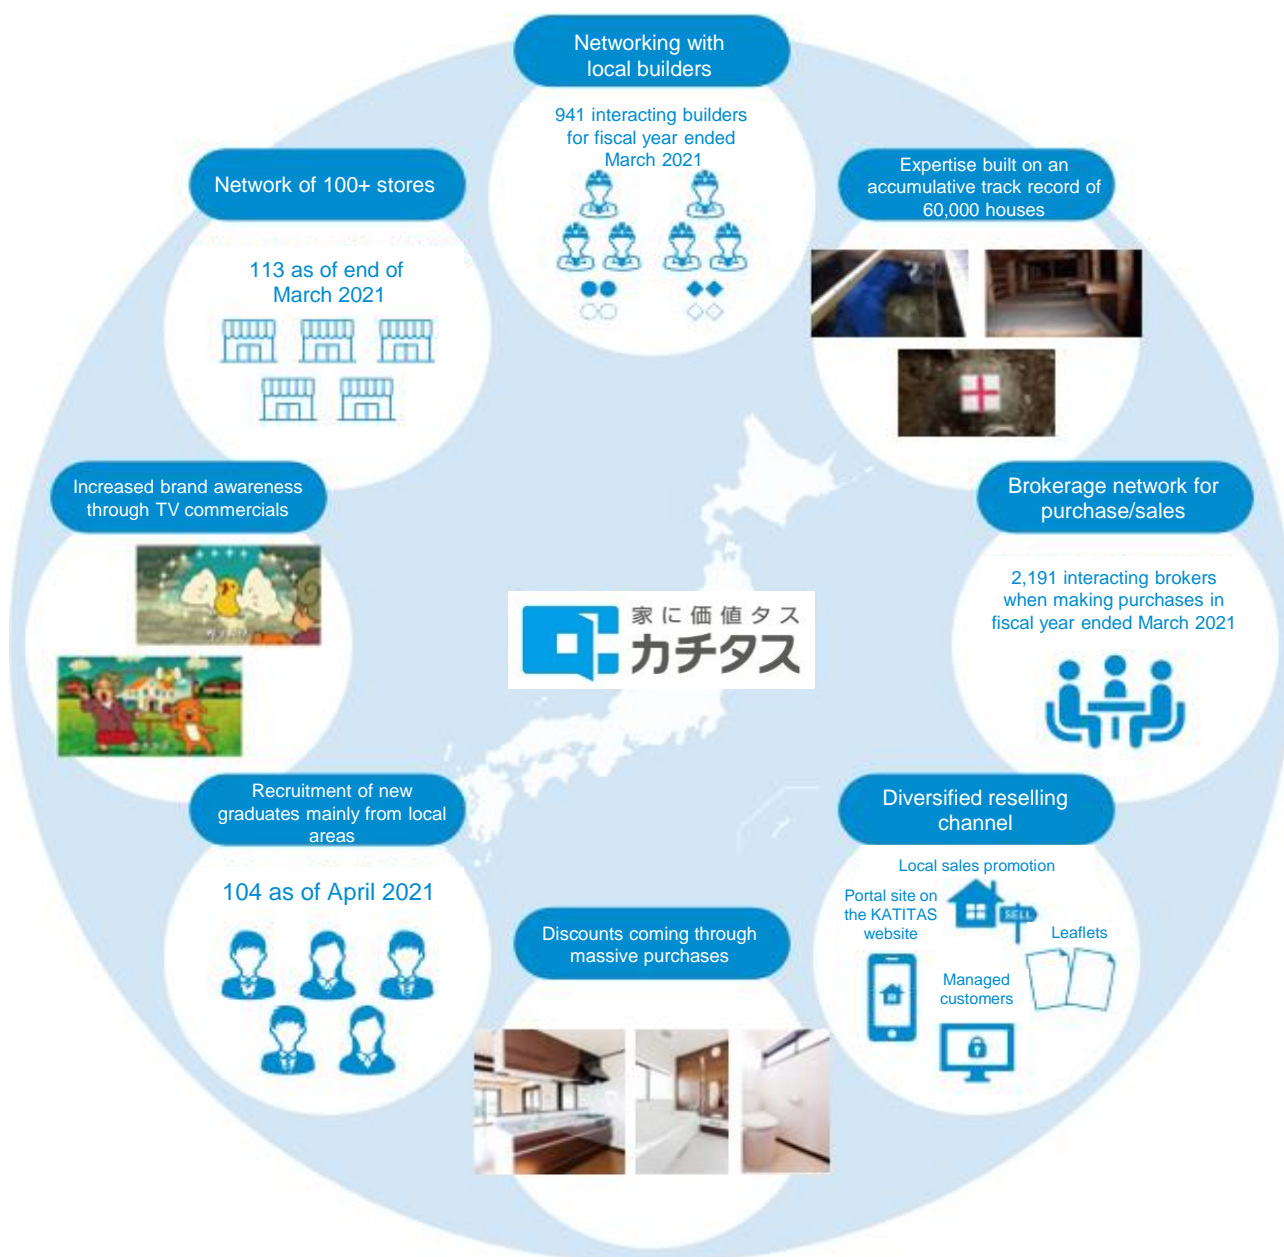 Networking with
local builders
941 interacting builders
for fiscal year ended
March 2021
Network of 100+ stores
113 as of end of
March 2021
Expertise built on an
accumulative track record of
60,000 houses
Increased brand awareness
through TV commercials
Brokerage network for
purchase/sales
2,191 interacting brokers
when making purchases in
fiscal year ended March 2021
家に価値タス
カチタス
Recruitment of new
graduates mainly from local
areas
104 as of April 2021
Diversified reselling
channel
Local sales promotion
Portal site on
the KATITAS
website
SELL
Leaflets
Managed
customers
Discounts coming through
massive purchases